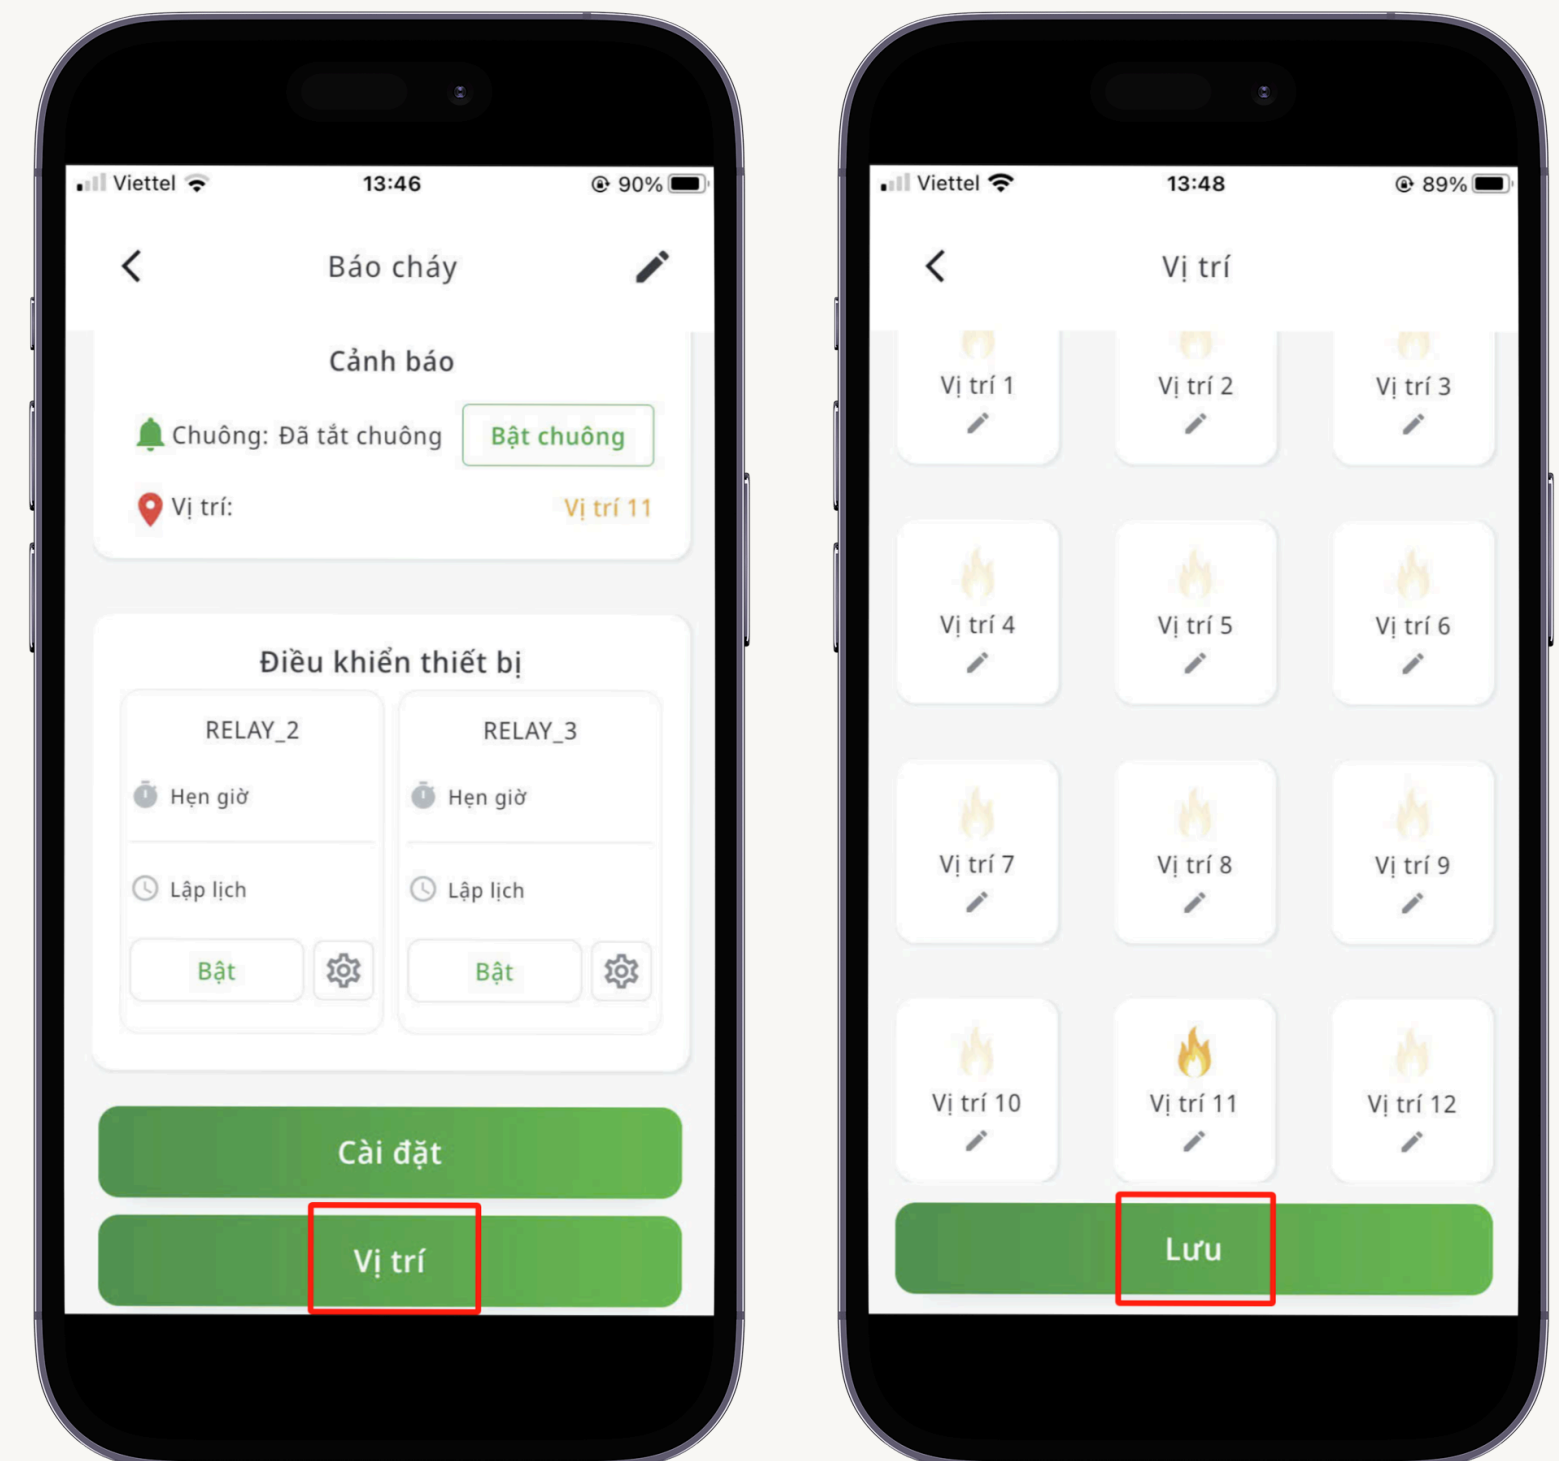 Viettel 13:46 90%
Báo cháy
Cảnh báo
Chuông: Đã tắt chuông Bật chuông
Vị trí: Vị trí 11
Điều khiển thiết bị
RELAY_2 RELAY_3
Hẹn giờ Hẹn giờ
Lập lịch Lập lịch
Bật Bật
Cài đặt
Vị trí
Viettel 13:48 89%
Vị trí
Vị trí 1 Vị trí 2 Vị trí 3
Vị trí 4 Vị trí 5 Vị trí 6
Vị trí 7 Vị trí 8 Vị trí 9
Vị trí 10 Vị trí 11 Vị trí 12
Lưu